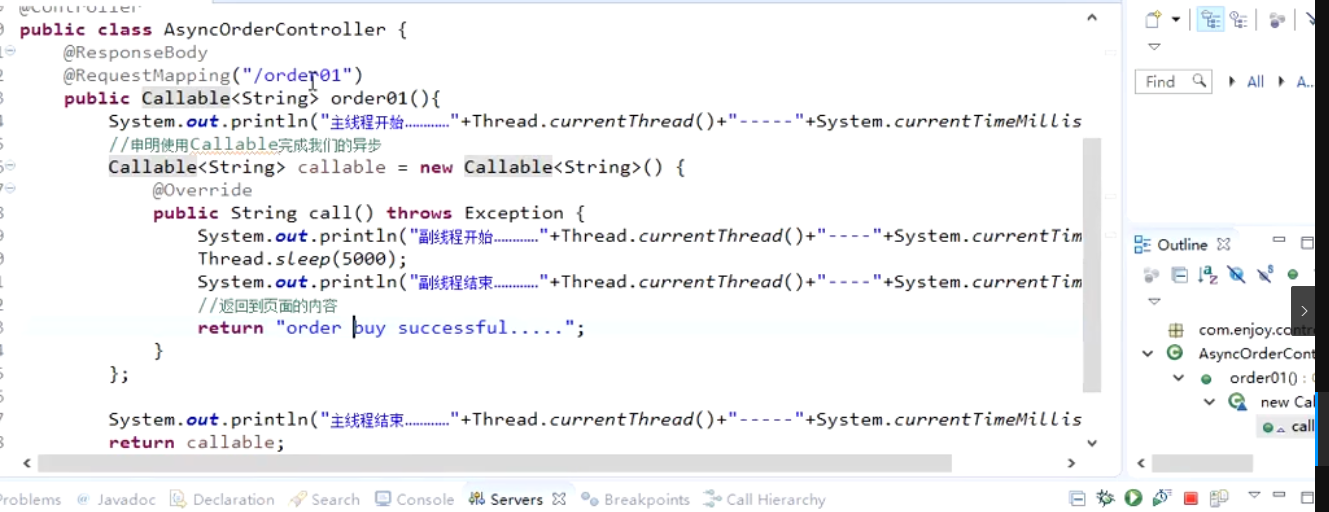 @Controller
public class AsyncOrderController {
@ResponseBody
@RequestMapping("/order01")
public Callable<String> order01(){
System.out.println("主线程开始…………"+Thread.currentThread()+"-----"+System.currentTimeMillis
//申明使用Callable完成我们的异步
Callable<String> callable = new Callable<String>() {
@Override
public String call() throws Exception {
System.out.println("副线程开始…………"+Thread.currentThread()+"----"+System.currentTim
Thread.sleep(5000);
System.out.println("副线程结束…………"+Thread.currentThread()+"----"+System.currentTim
//返回到页面的内容
return "order buy successful.....";
}
};
System.out.println("主线程结束…………"+Thread.currentThread()+"-----"+System.currentTimeMillis
return callable;
Find All A...
Outline
com.enjoy.contr
AsyncOrderCont
order01() :
new Cal
call
roblems @ Javadoc Declaration Search Console Servers Breakpoints Call Hierarchy